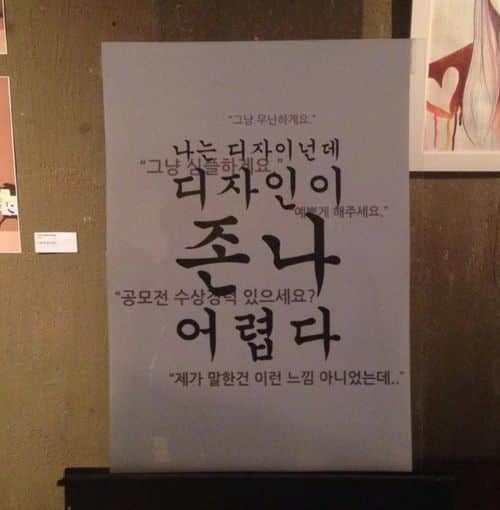 "그냥 무난하게요."
나는 디자이넌데
"그냥 심플하게요."
디자인이
"예쁘게 해주세요."
존나
"공모전 수상경력 있으세요?
어렵다
"제가 말한건 이런 느낌 아니었는데.."